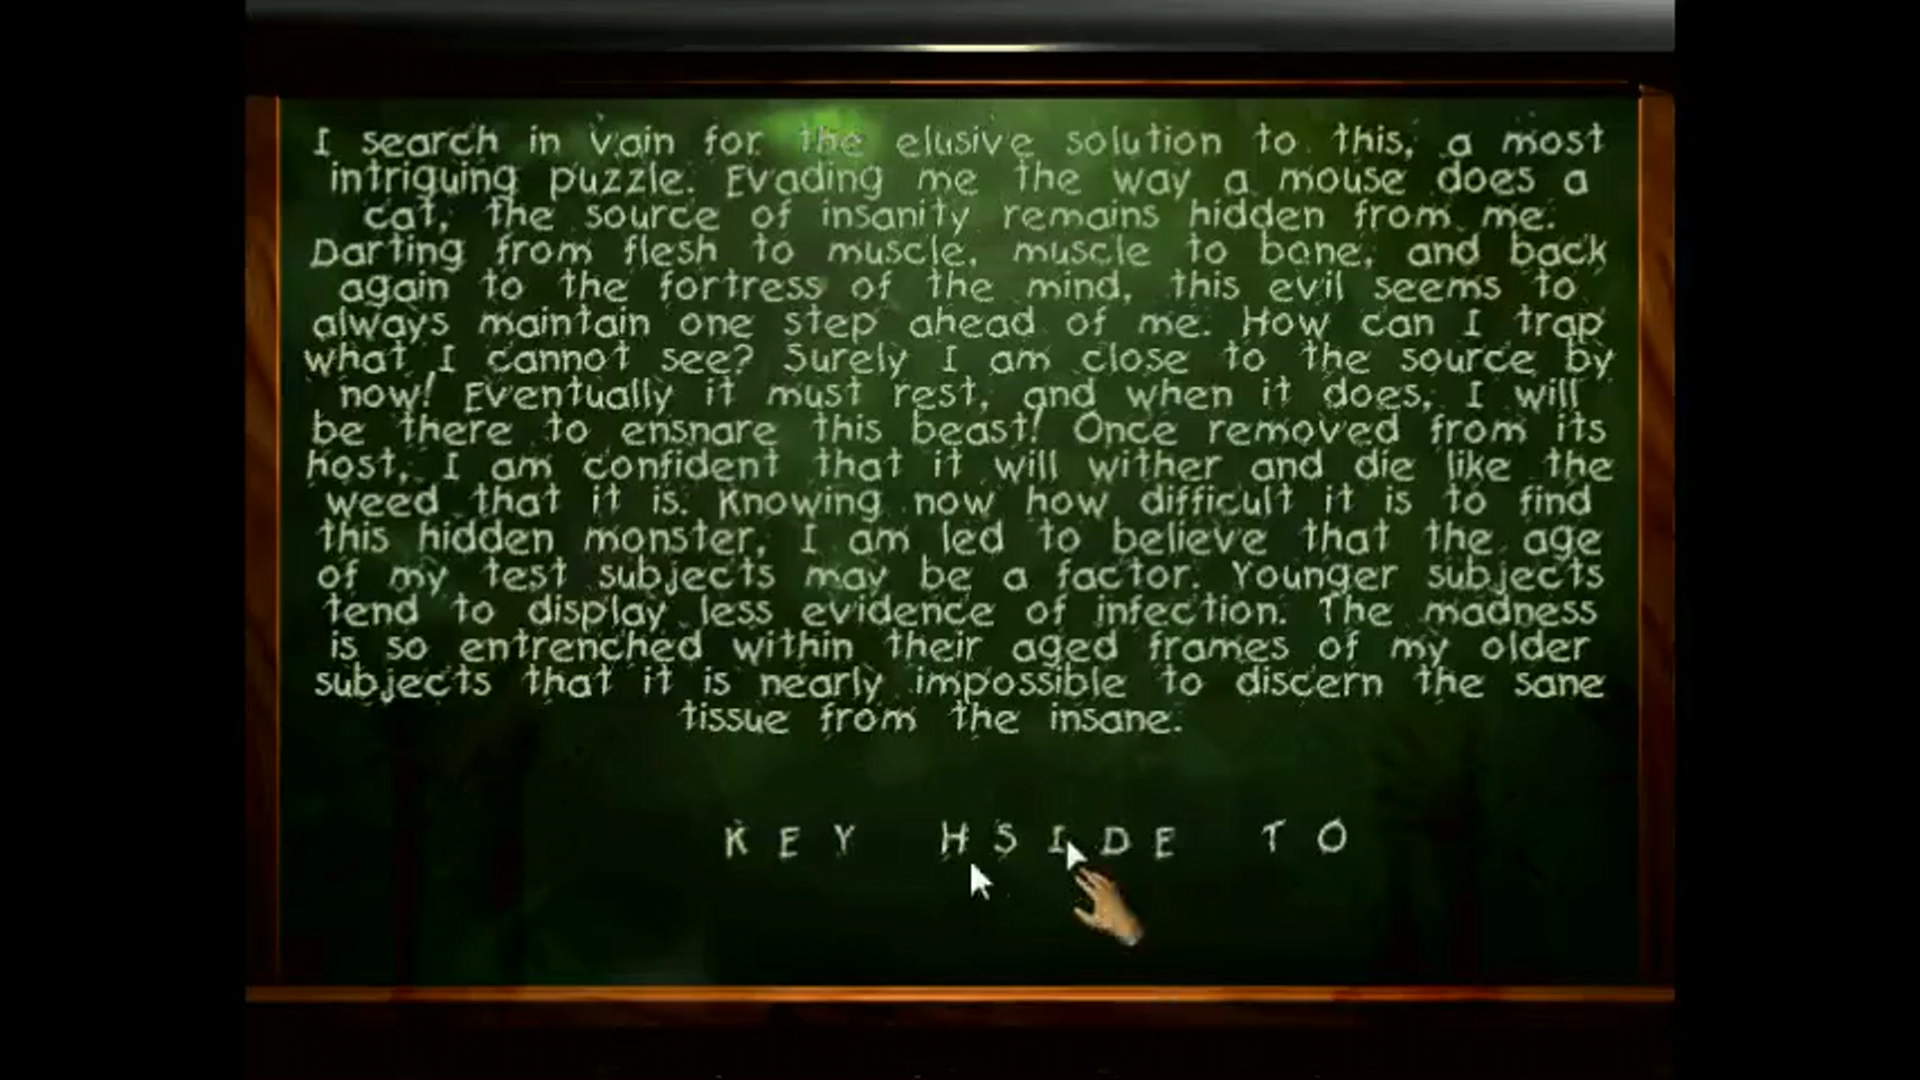 I search in vain for the elusive solution to this, a most
intriguing puzzle. Evading me the way a mouse does a
cat, the source of insanity remains hidden from me.
Darting from flesh to muscle, muscle to bone, and back
again to the fortress of the mind, this evil seems to
always maintain one step ahead of me. How can I trap
what I cannot see? Surely I am close to the source by
now! Eventually it must rest, and when it does, I will
be there to ensnare this beast! Once removed from its
host, I am confident that it will wither and die like the
weed that it is. Knowing now how difficult it is to find
this hidden monster, I am led to believe that the age
of my test subjects may be a factor. Younger subjects
tend to display less evidence of infection. The madness
is so entrenched within their aged frames of my older
subjects that it is nearly impossible to discern the sane
tissue from the insane.
K E Y H S I D E T O